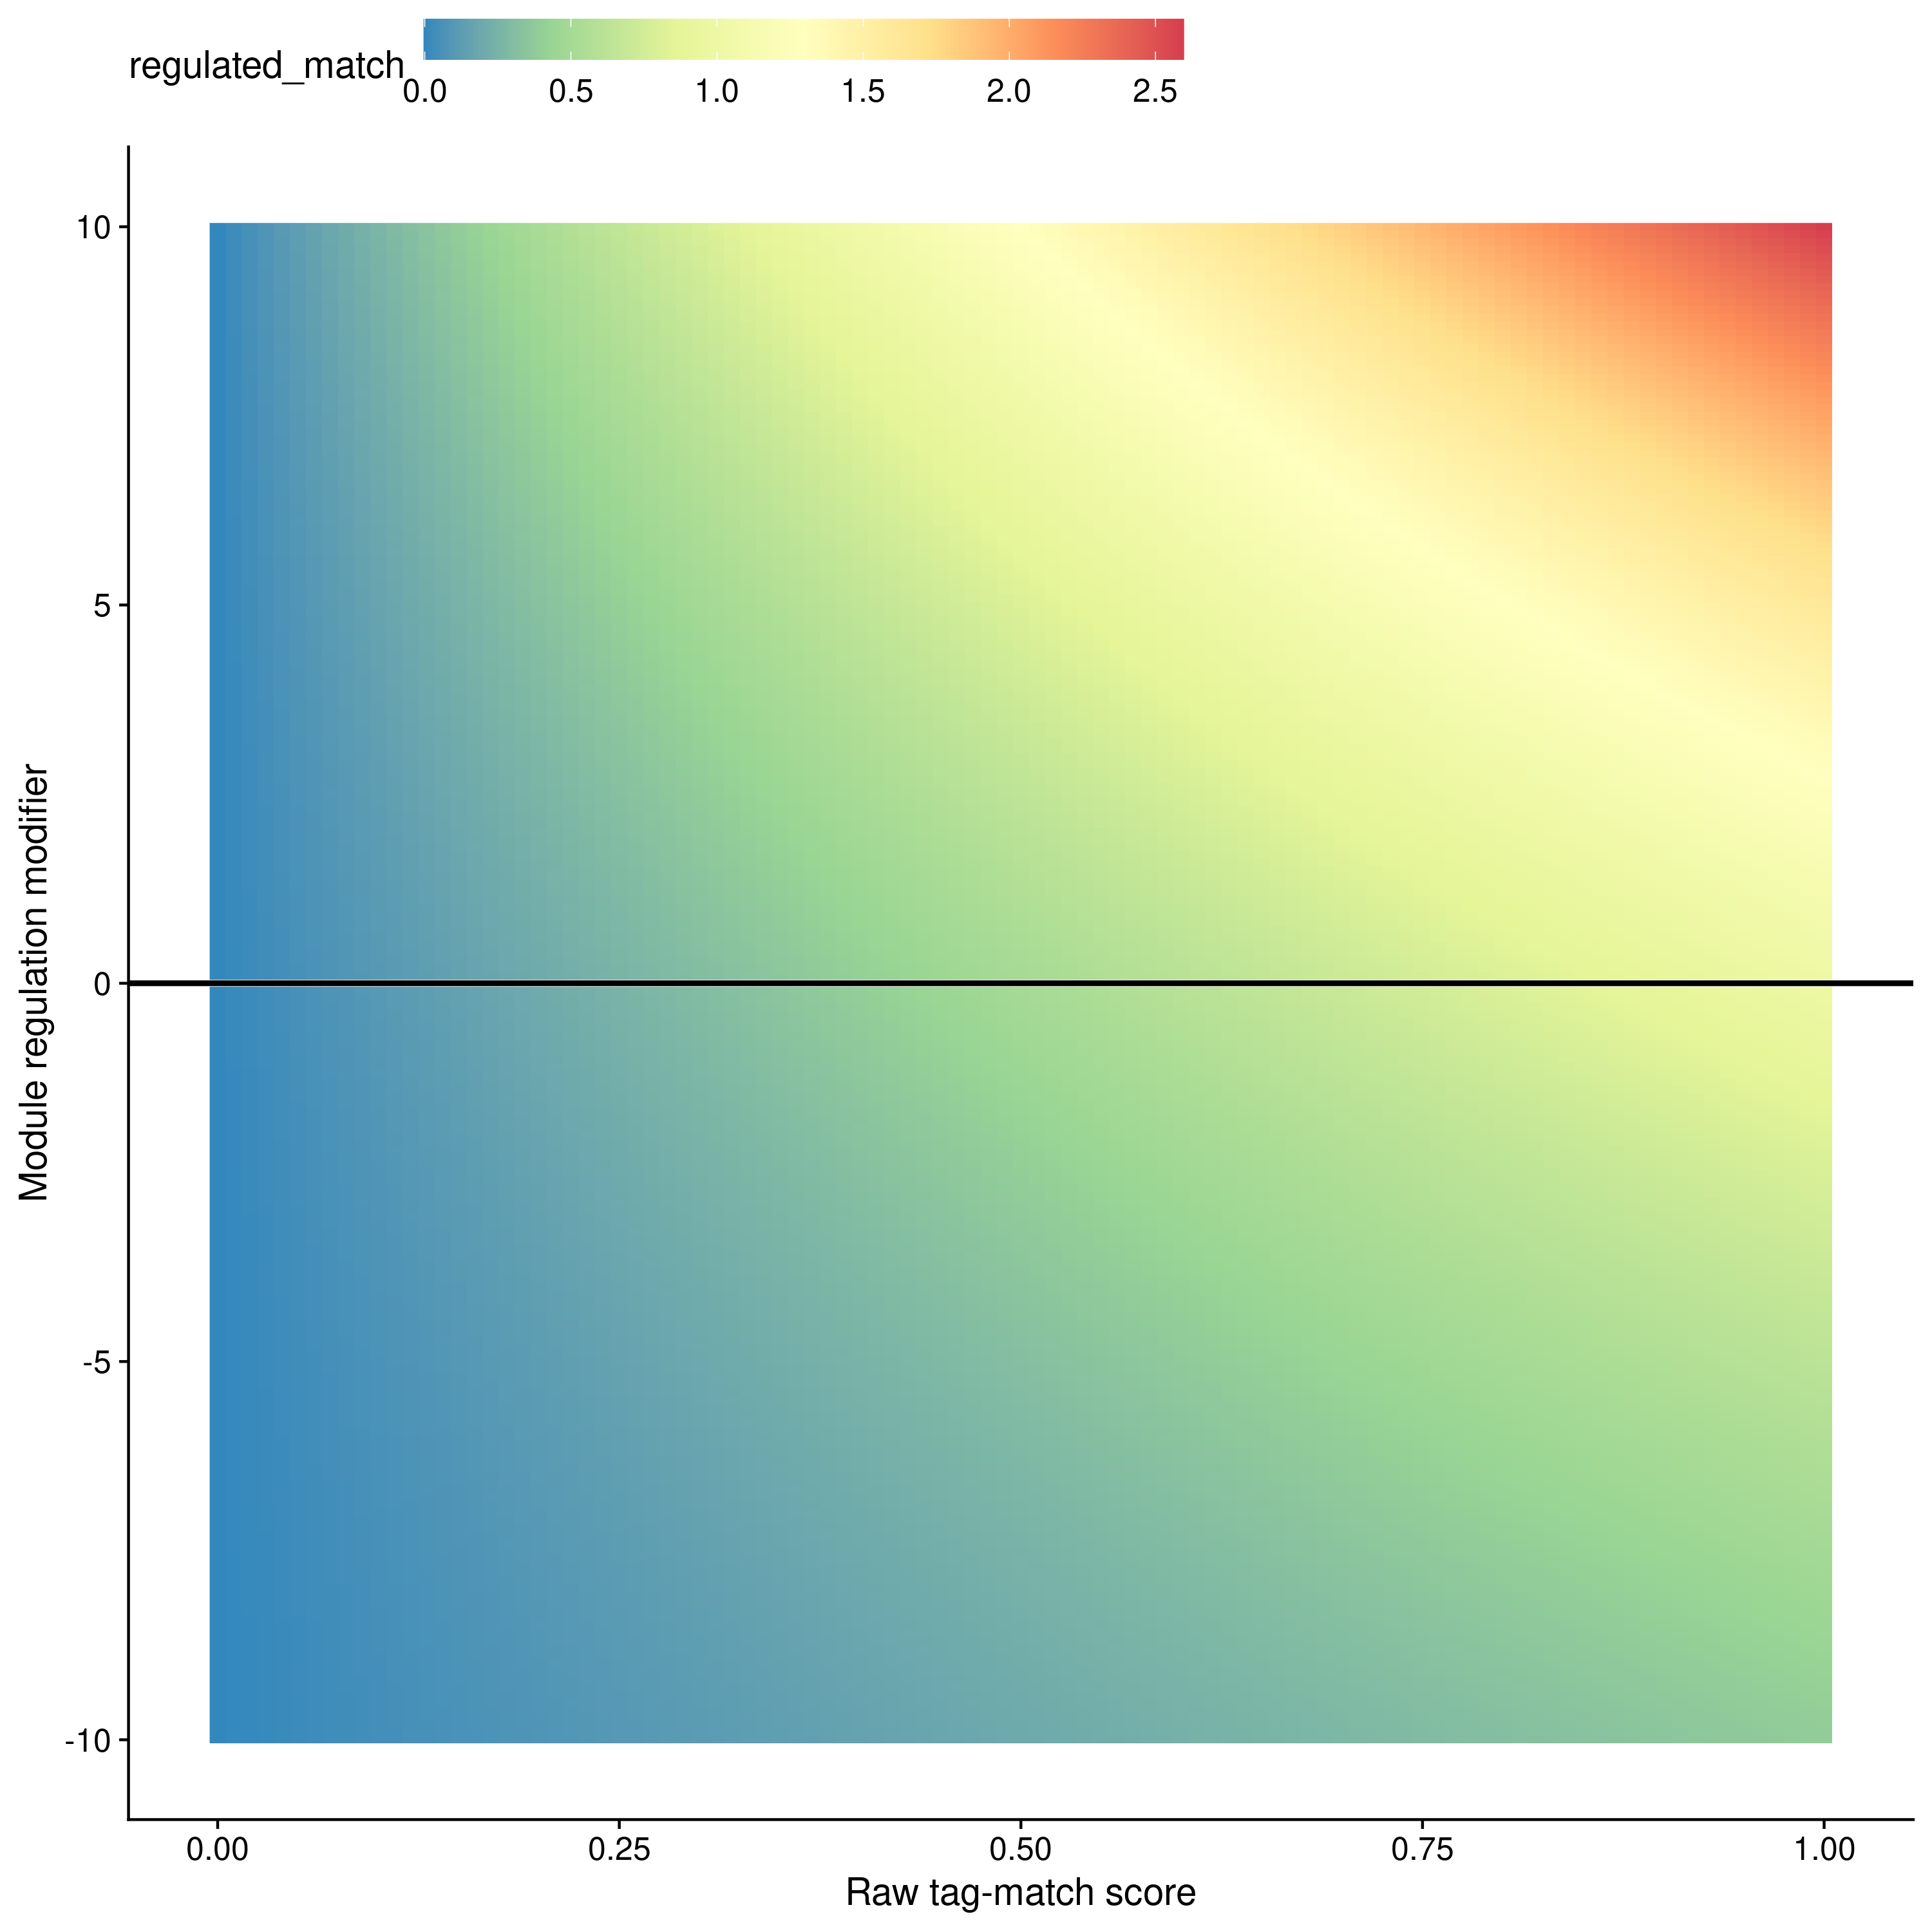 regulated_match
0.0 0.5 1.0 1.5 2.0 2.5
Module regulation modifier
10
5
0
-5
-10
0.00 0.25 0.50 0.75 1.00
Raw tag-match score